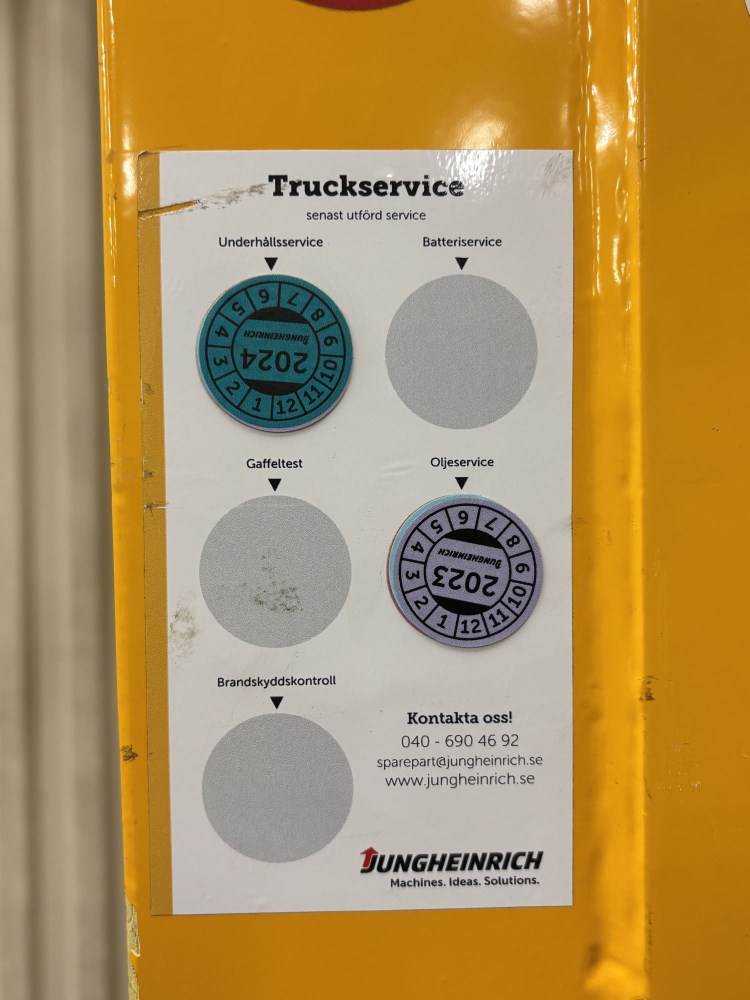 Truckservice
senast utförd service
Underhållsservice
Batteriservice
▼
▼
5 6 7 8 9 10 11 12 1 2 3 4
JUNGHEINRICH
2024
Gaffeltest
Oljeservice
▼
▼
5 6 7 8 9 10 11 12 1 2 3 4
JUNGHEINRICH
2023
Brandskyddskontroll
▼
Kontakta oss!
040 - 690 46 92
sparepart@jungheinrich.se
www.jungheinrich.se
JUNGHEINRICH
Machines. Ideas. Solutions.